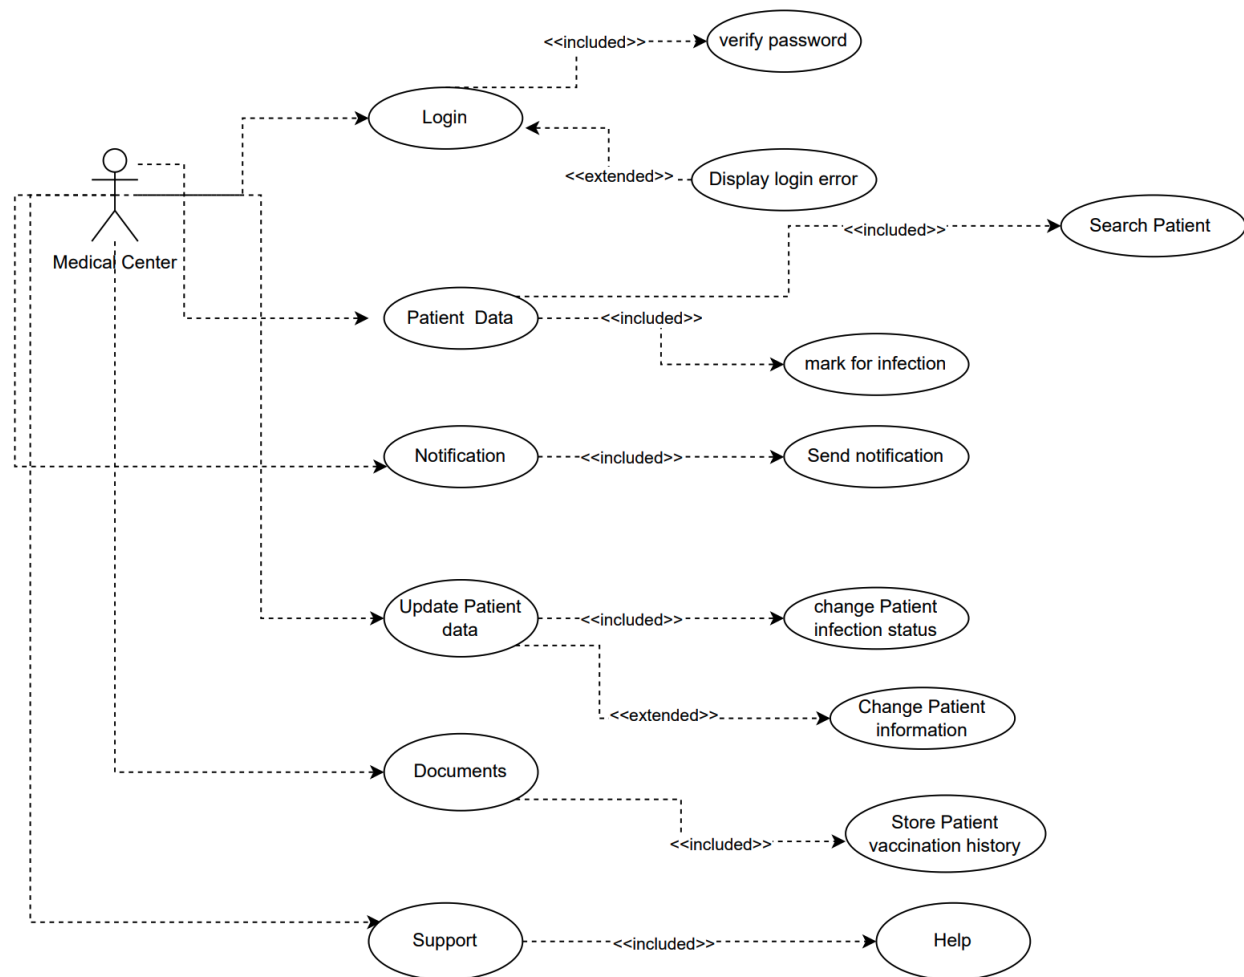 <<included>>
verify password
Login
<<extended>>
Display login error
<<included>>
Search Patient
Medical Center
Patient Data
<<included>>
mark for infection
Notification
<<included>>
Send notification
Update Patient
data
<<included>>
change Patient
infection status
<<extended>>
Change Patient
information
Documents
<<included>>
Store Patient
vaccination history
Support
<<included>>
Help